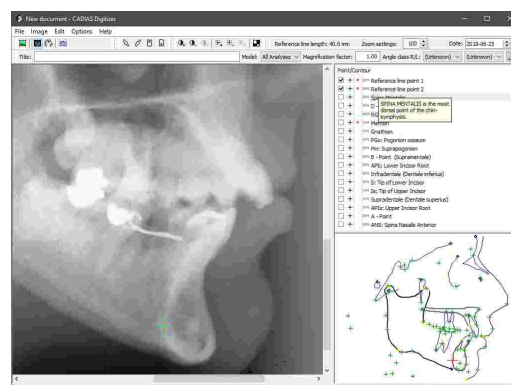 New document - CADIAS Digitizer
File Image Edit Options Help
Reference line length: 40.0 mm Zoom settings: 100 Date: 2018-06-25
Title: Model: All Analyses Magnification factor: 1.00 Angle class R/L: (Unknown) (Unknown)
Point/Contour
Reference line point 1
Reference line point 2
Spina Mentalis
SPINA MENTALIS is the most
dorsal point of the chin-
symphysis.
D -
Menton
Gnathion
PGo: Pogonion osseum
Pm: Suprapogonion
B - Point (Supramentale)
APIi: Lower Incisor Root
Infradentale (Dentale inferius)
Ii: Tip of Lower Incisor
Is: Tip of Upper Incisor
Supradentale (Dentale superius)
APIs: Upper Incisor Root
A - Point
ANS: Spina Nasalis Anterior